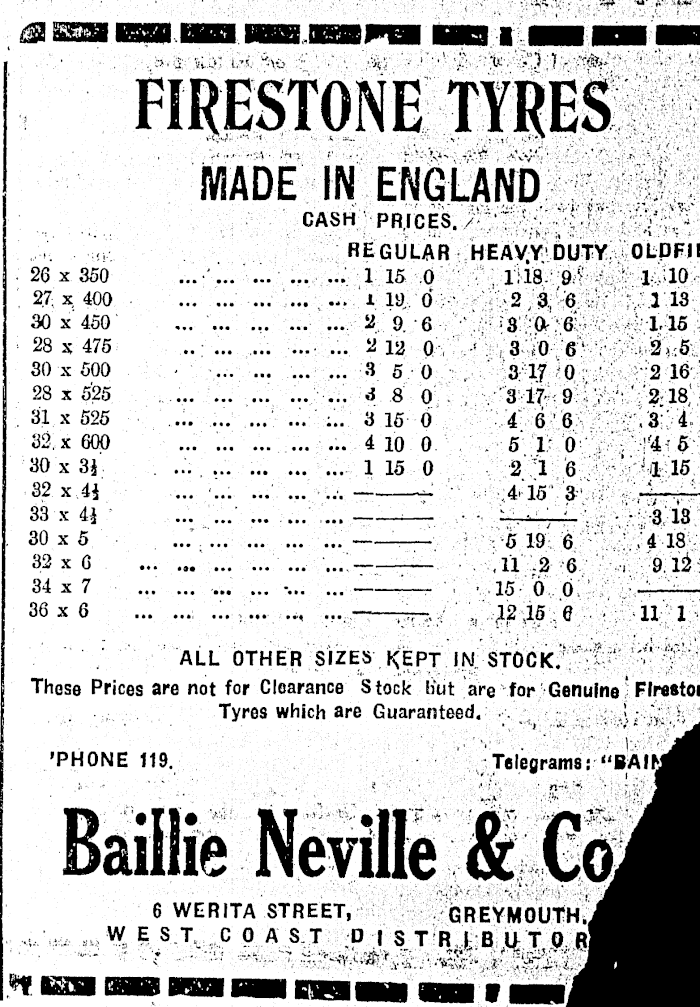 FIRESTONE TYRES
MADE IN ENGLAND
CASH PRICES.
REGULAR HEAVY DUTY OLDFI
26 x 350 ... ... ... ... ... 1 15 0 1 18 9 1 10
27 x 400 ... ... ... ... ... 1 19 0 2 3 6 1 13
30 x 450 ... ... ... ... ... 2 9 6 3 0 6 1 15
28 x 475 .. ... ... ... ... 2 12 0 3 0 6 2 5
30 x 500 ... ... ... ... 3 5 0 3 17 0 2 16
28 x 525 ... ... ... ... ... 3 8 0 3 17 9 2 18
31 x 525 ... ... ... ... ... 3 15 0 4 6 6 3 4
32 x 600 ... ... ... ... ... 4 10 0 5 1 0 4 5
30 x 3½ ... ... ... ... ... 1 15 0 2 1 6 1 15
32 x 4½ ... ... ... ... ... —— 4 15 3 ——
33 x 4½ ... ... ... ... ... —— —— 3 13
30 x 5 ... ... ... ... ... —— 5 19 6 4 18
32 x 6 ... ... ... ... ... ... —— 11 2 6 9 12
34 x 7 ... ... ... ... ... ... —— 15 0 0 ——
36 x 6 ... ... ... ... ... ... —— 12 15 6 11 1
ALL OTHER SIZES KEPT IN STOCK.
These Prices are not for Clearance Stock but are for Genuine Firestor
Tyres which are Guaranteed.
'PHONE 119. Telegrams: "BAIN
Baillie Neville & Co
6 WERITA STREET, GREYMOUTH.
WEST COAST DISTRIBUTOR